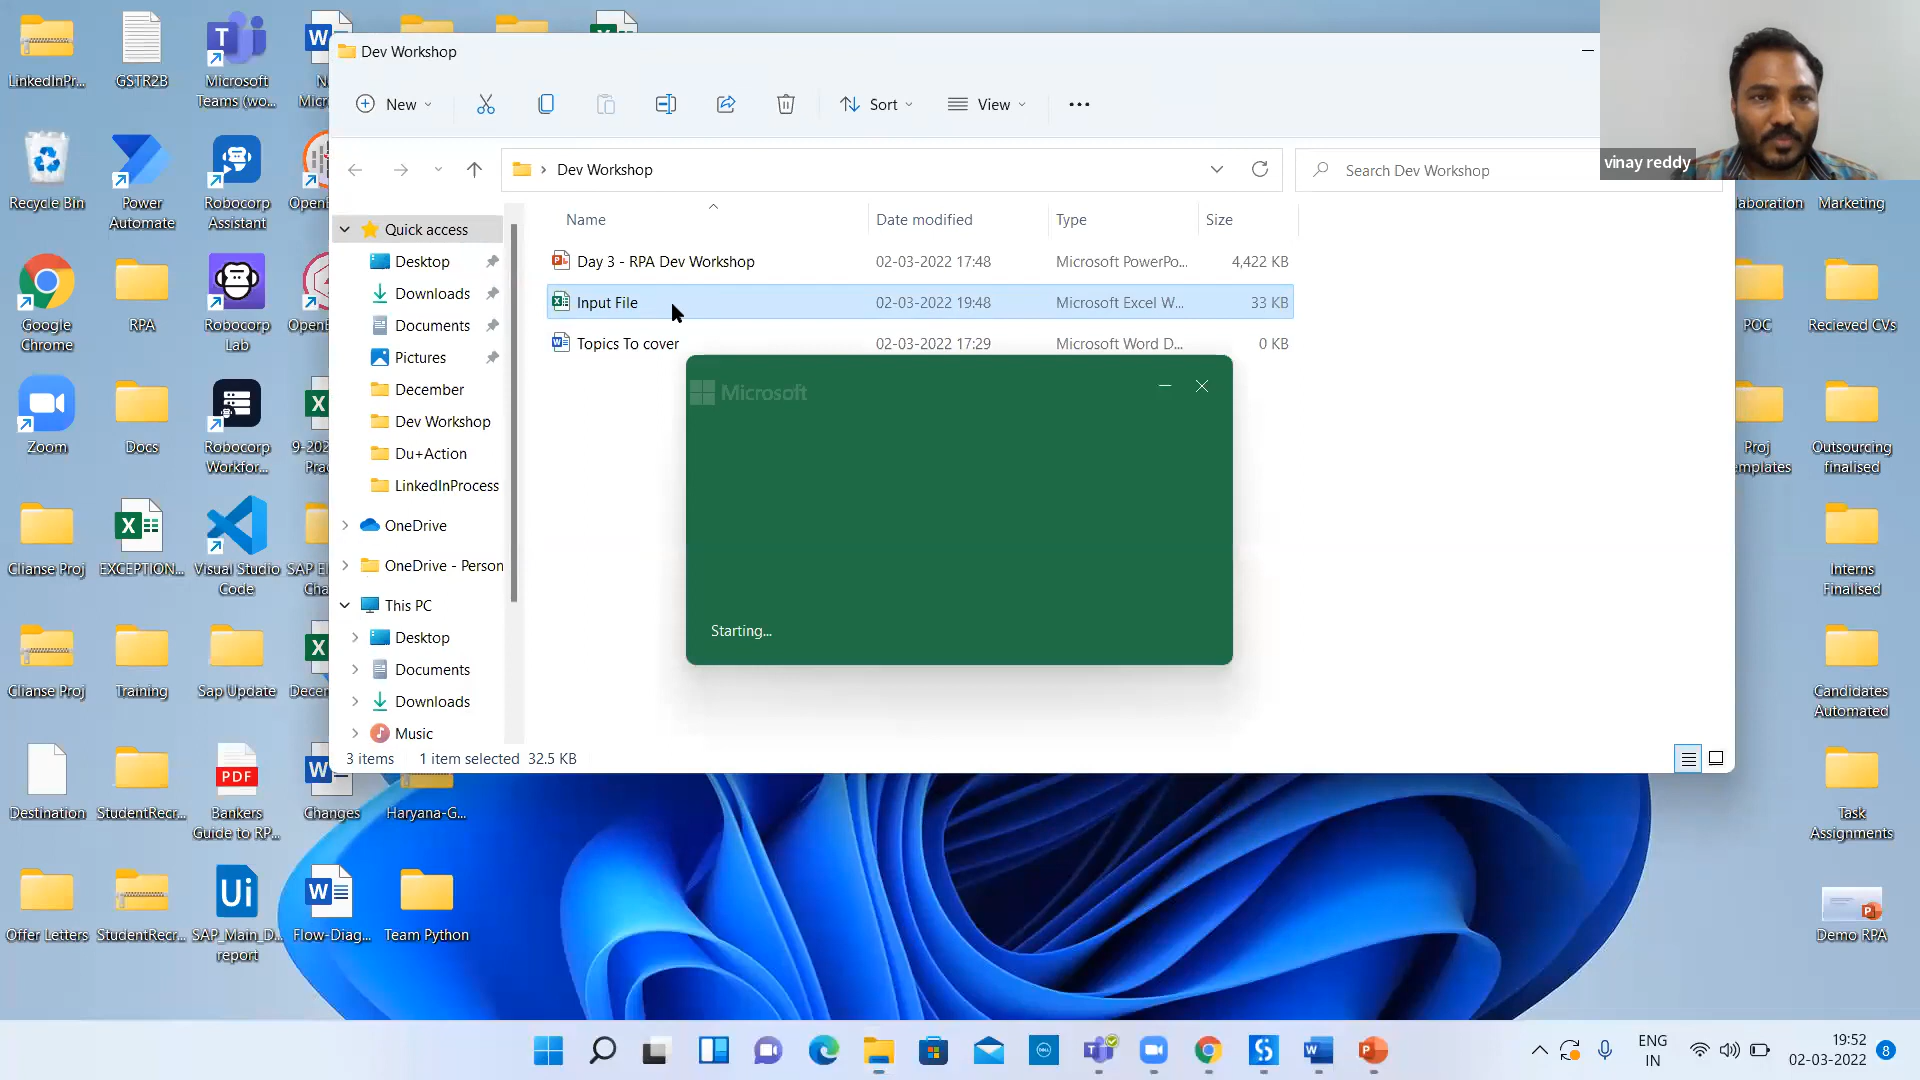 LinkedInPr...
GSTR2B
Microsoft
Teams (wo...
Recycle Bin
Power
Automate
Robocorp
Assistant
Google
Chrome
RPA
Robocorp
Lab
Zoom
Docs
Robocorp
Workfor...
Clianse Proj
EXCEPTION...
Visual Studio
Code
Clianse Proj
Training
Sap Update
Destination
StudentRecr...
PDF
Bankers
Guide to RP...
Changes
Haryana-G...
Offer Letters
StudentRecr...
Ui
SAP_Main_D...
report
Flow-Diag...
Team Python
Dev Workshop
New
Sort
View
Dev Workshop
Search Dev Workshop
vinay reddy
Name
Date modified
Type
Size
Day 3 - RPA Dev Workshop 02-03-2022 17:48 Microsoft PowerPo... 4,422 KB
Input File 02-03-2022 19:48 Microsoft Excel W... 33 KB
Topics To cover 02-03-2022 17:29 Microsoft Word D... 0 KB
Quick access
Desktop
Downloads
Documents
Pictures
December
Dev Workshop
Du+Action
LinkedInProcess
OneDrive
OneDrive - Person
This PC
Desktop
Documents
Downloads
Music
3 items 1 item selected 32.5 KB
Microsoft
Starting...
laboration
Marketing
POC
Recieved CVs
Proj
emplates
Outsourcing
finalised
Interns
Finalised
Candidates
Automated
Task
Assignments
Demo RPA
ENG
IN
19:52
02-03-2022
8